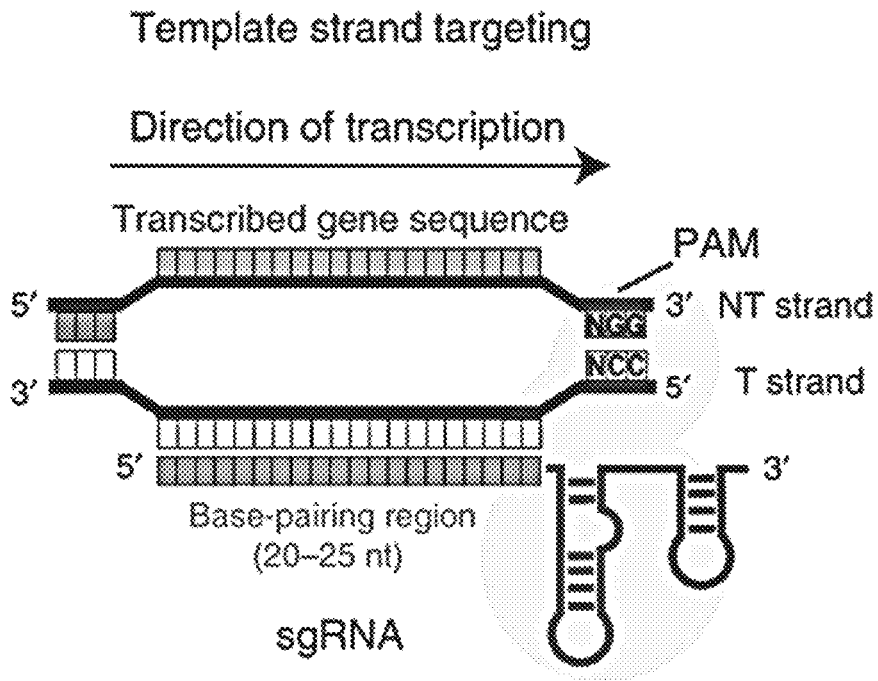 Template strand targeting
Direction of transcription
Transcribed gene sequence
PAM
5′
3′
NT strand
NGG
NCC
3′
5′
T strand
5′
3′
Base-pairing region
(20–25 nt)
sgRNA